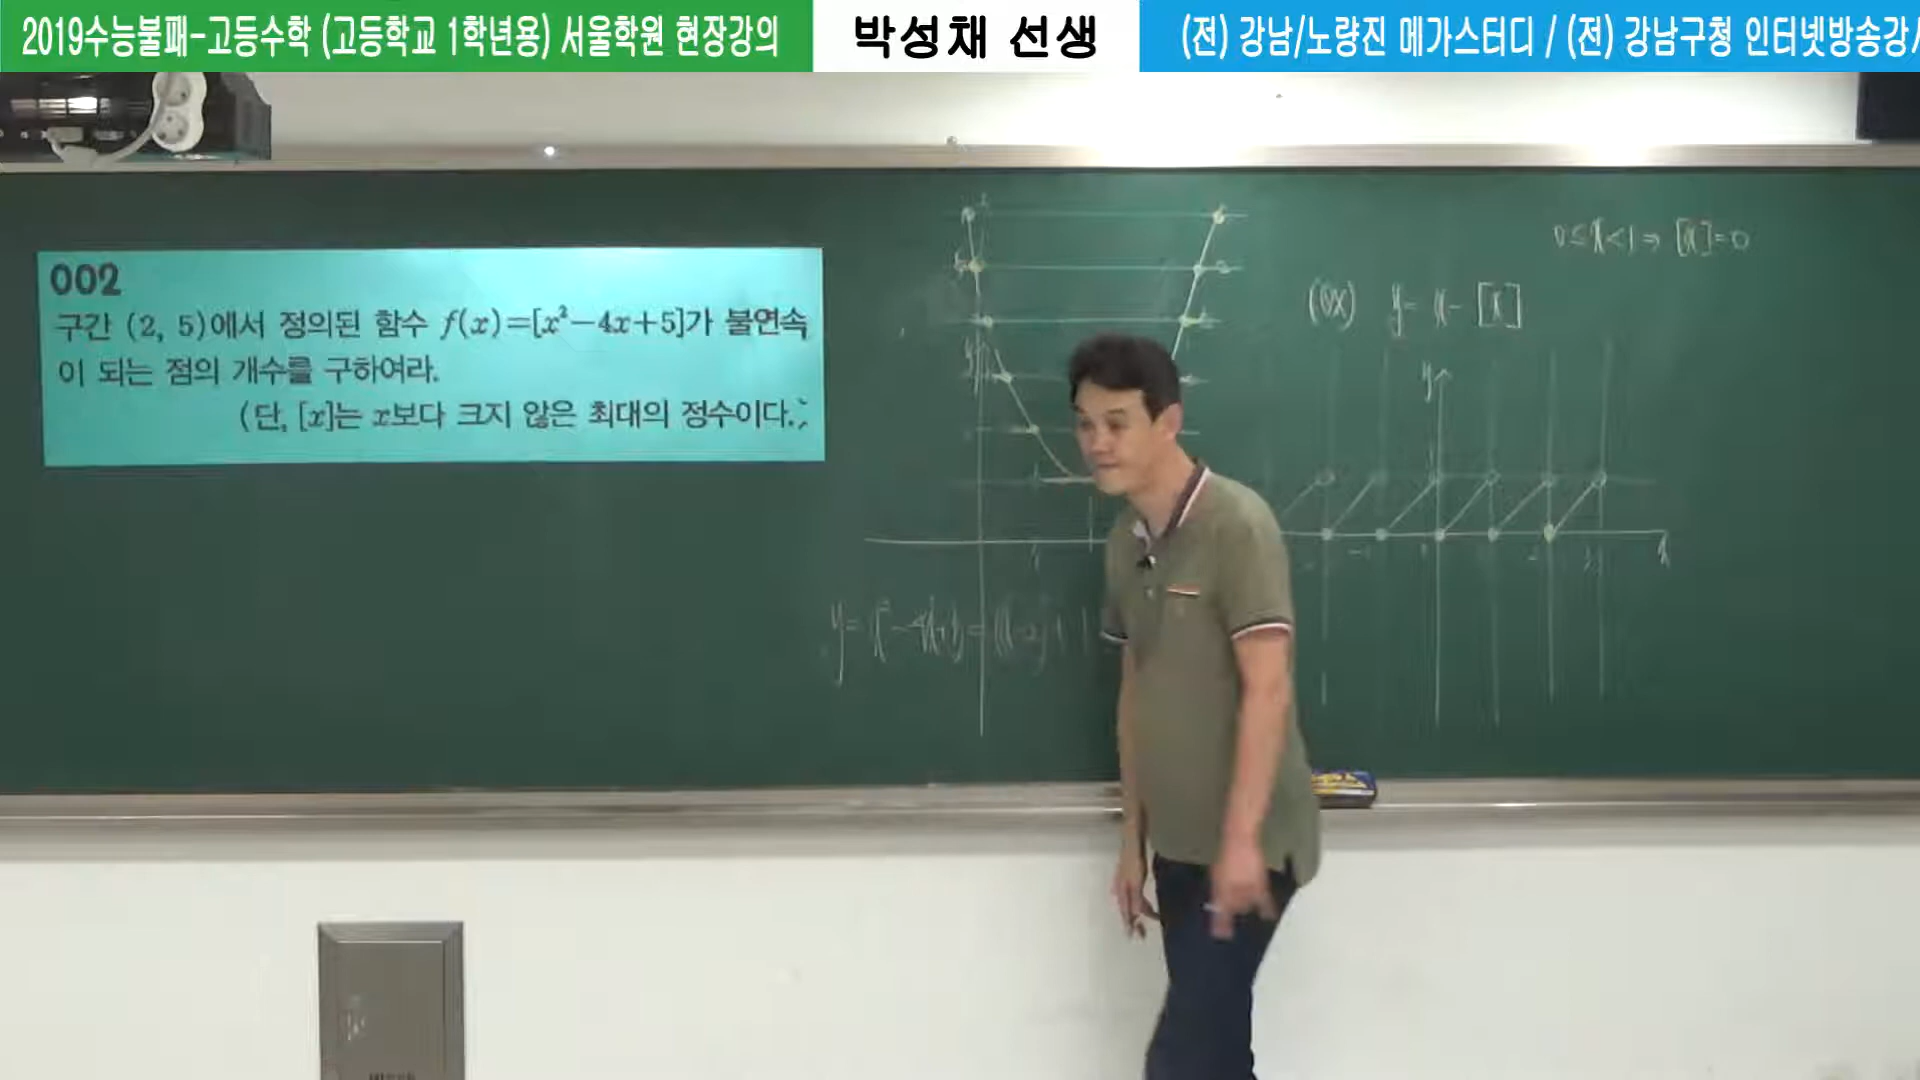 2019수능불패-고등수학 (고등학교 1학년용) 서울학원 현장강의
박성채 선생
(전) 강남/노량진 메가스터디 / (전) 강남구청 인터넷방송강사
002
구간 (2, 5)에서 정의된 함수 f(x)=[x²-4x+5]가 불연속
이 되는 점의 개수를 구하여라.
(단, [x]는 x보다 크지 않은 최대의 정수이다.)
0≤x<1⇒[x]=0
y=x-[x]
y
x